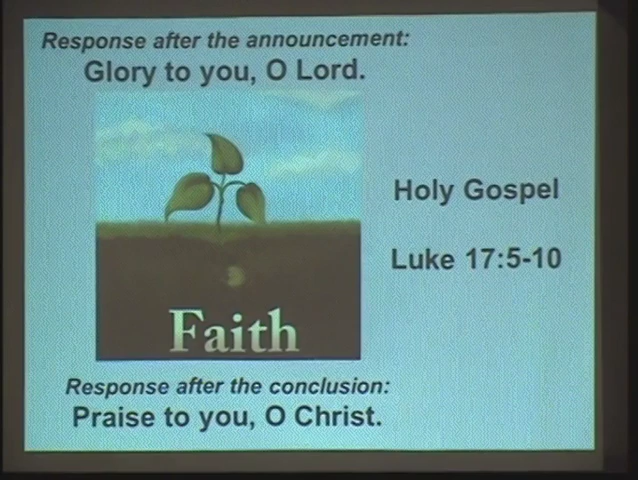 Response after the announcement:
Glory to you, O Lord.
Holy Gospel
Luke 17:5-10
Faith
Response after the conclusion:
Praise to you, O Christ.